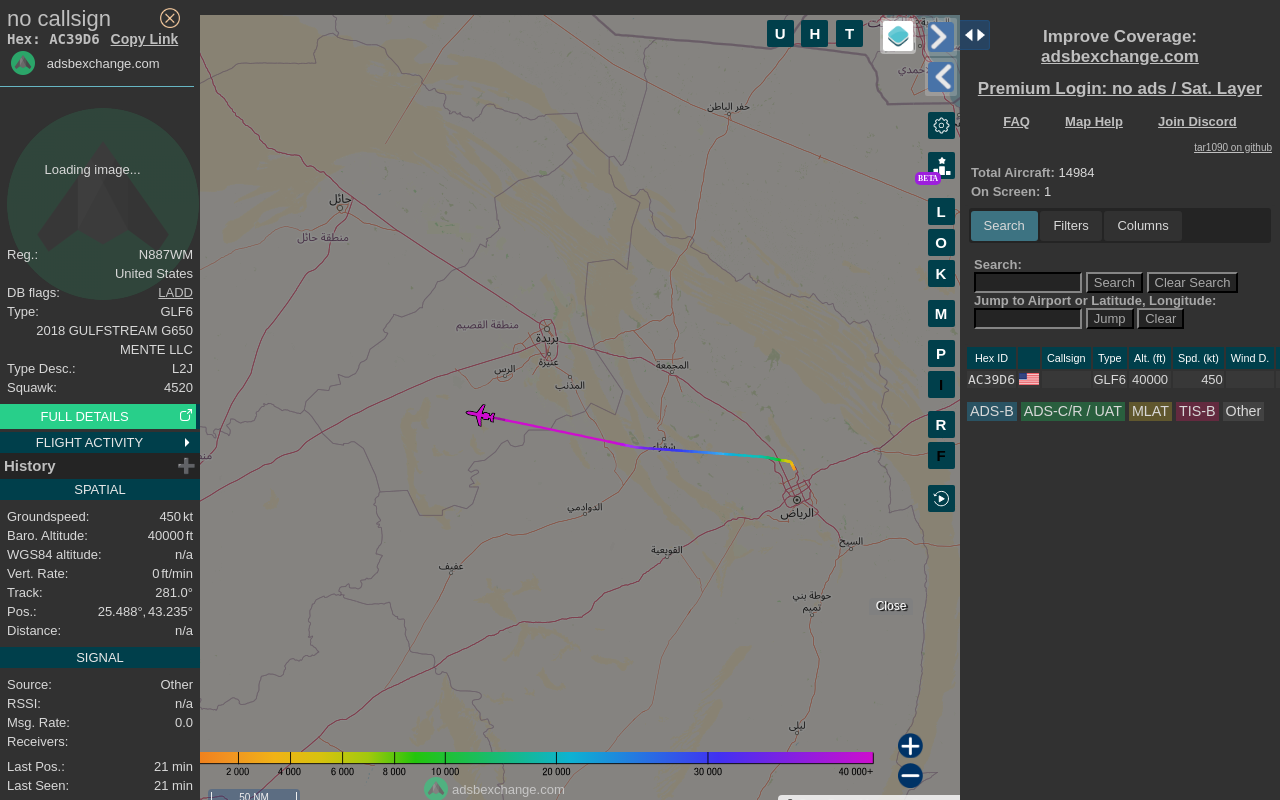 no callsign
Hex: AC39D6 Copy Link
adsbexchange.com
Loading image...
Reg.: N887WM
United States
DB flags: LADD
Type: GLF6
2018 GULFSTREAM G650
MENTE LLC
Type Desc.: L2J
Squawk: 4520
FULL DETAILS
FLIGHT ACTIVITY
History
SPATIAL
Groundspeed: 450 kt
Baro. Altitude: 40000 ft
WGS84 altitude: n/a
Vert. Rate: 0 ft/min
Track: 281.0°
Pos.: 25.488°, 43.235°
Distance: n/a
SIGNAL
Source: Other
RSSI: n/a
Msg. Rate: 0.0
Receivers:
Last Pos.: 21 min
Last Seen: 21 min
U H T
حفر الباطن
حائل
منطقة حائل
منطقة القصيم
بريدة
عنيزة
الرس
المذنب
المجمعة
شقراء
الرياض
الدوادمي
القويعية
عفيف
السيح
حوطة بني
تميم
ليلى
BETA
L
O
K
M
P
I
R
F
Close
2 000 4 000 6 000 8 000 10 000 20 000 30 000 40 000+
adsbexchange.com
50 NM
Improve Coverage:
adsbexchange.com
Premium Login: no ads / Sat. Layer
FAQ Map Help Join Discord
tar1090 on github
Total Aircraft: 14984
On Screen: 1
Search Filters Columns
Search:
Search Clear Search
Jump to Airport or Latitude, Longitude:
Jump Clear
Hex ID Callsign Type Alt. (ft) Spd. (kt) Wind D.
AC39D6 GLF6 40000 450
ADS-B ADS-C/R / UAT MLAT TIS-B Other